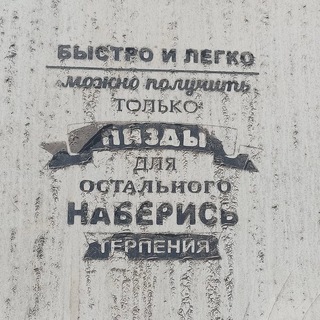 БЫСТРО И ЛЕГКО
можно получить
ТОЛЬКО
ПИЗДЫ
ДЛЯ
ОСТАЛЬНОГО
НАБЕРИСЬ
ТЕРПЕНИЯ